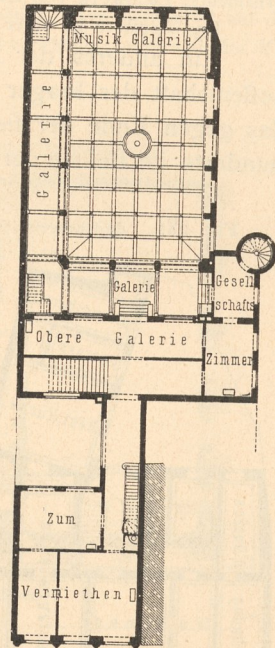 Musik Galerie
Galerie
Galerie
Gesell
schafts
Zimmer
Obere Galerie
Zum
Vermiethen